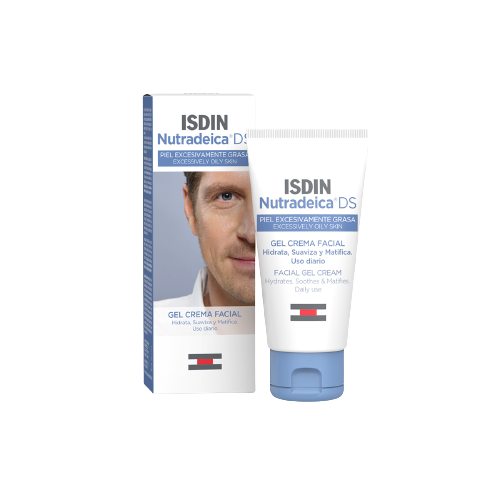 ISDIN
Nutradeica® DS
PIEL EXCESIVAMENTE GRASA
EXCESSIVELY OILY SKIN
GEL CREMA FACIAL
Hidrata, Suaviza y Matifica.
Uso diario
ISDIN
Nutradeica® DS
PIEL EXCESIVAMENTE GRASA
EXCESSIVELY OILY SKIN
GEL CREMA FACIAL
Hidrata, Suaviza y Matifica.
Uso diario
FACIAL GEL CREAM
Hydrates, Soothes & Matifies.
Daily use